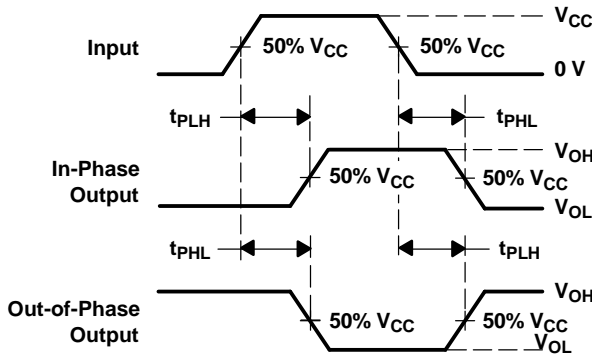 VCC
Input
50% VCC
50% VCC
0 V
tPLH
tPHL
VOH
In-Phase
Output
50% VCC
50% VCC
VOL
tPHL
tPLH
VOH
Out-of-Phase
Output
50% VCC
50% VCC
VOL